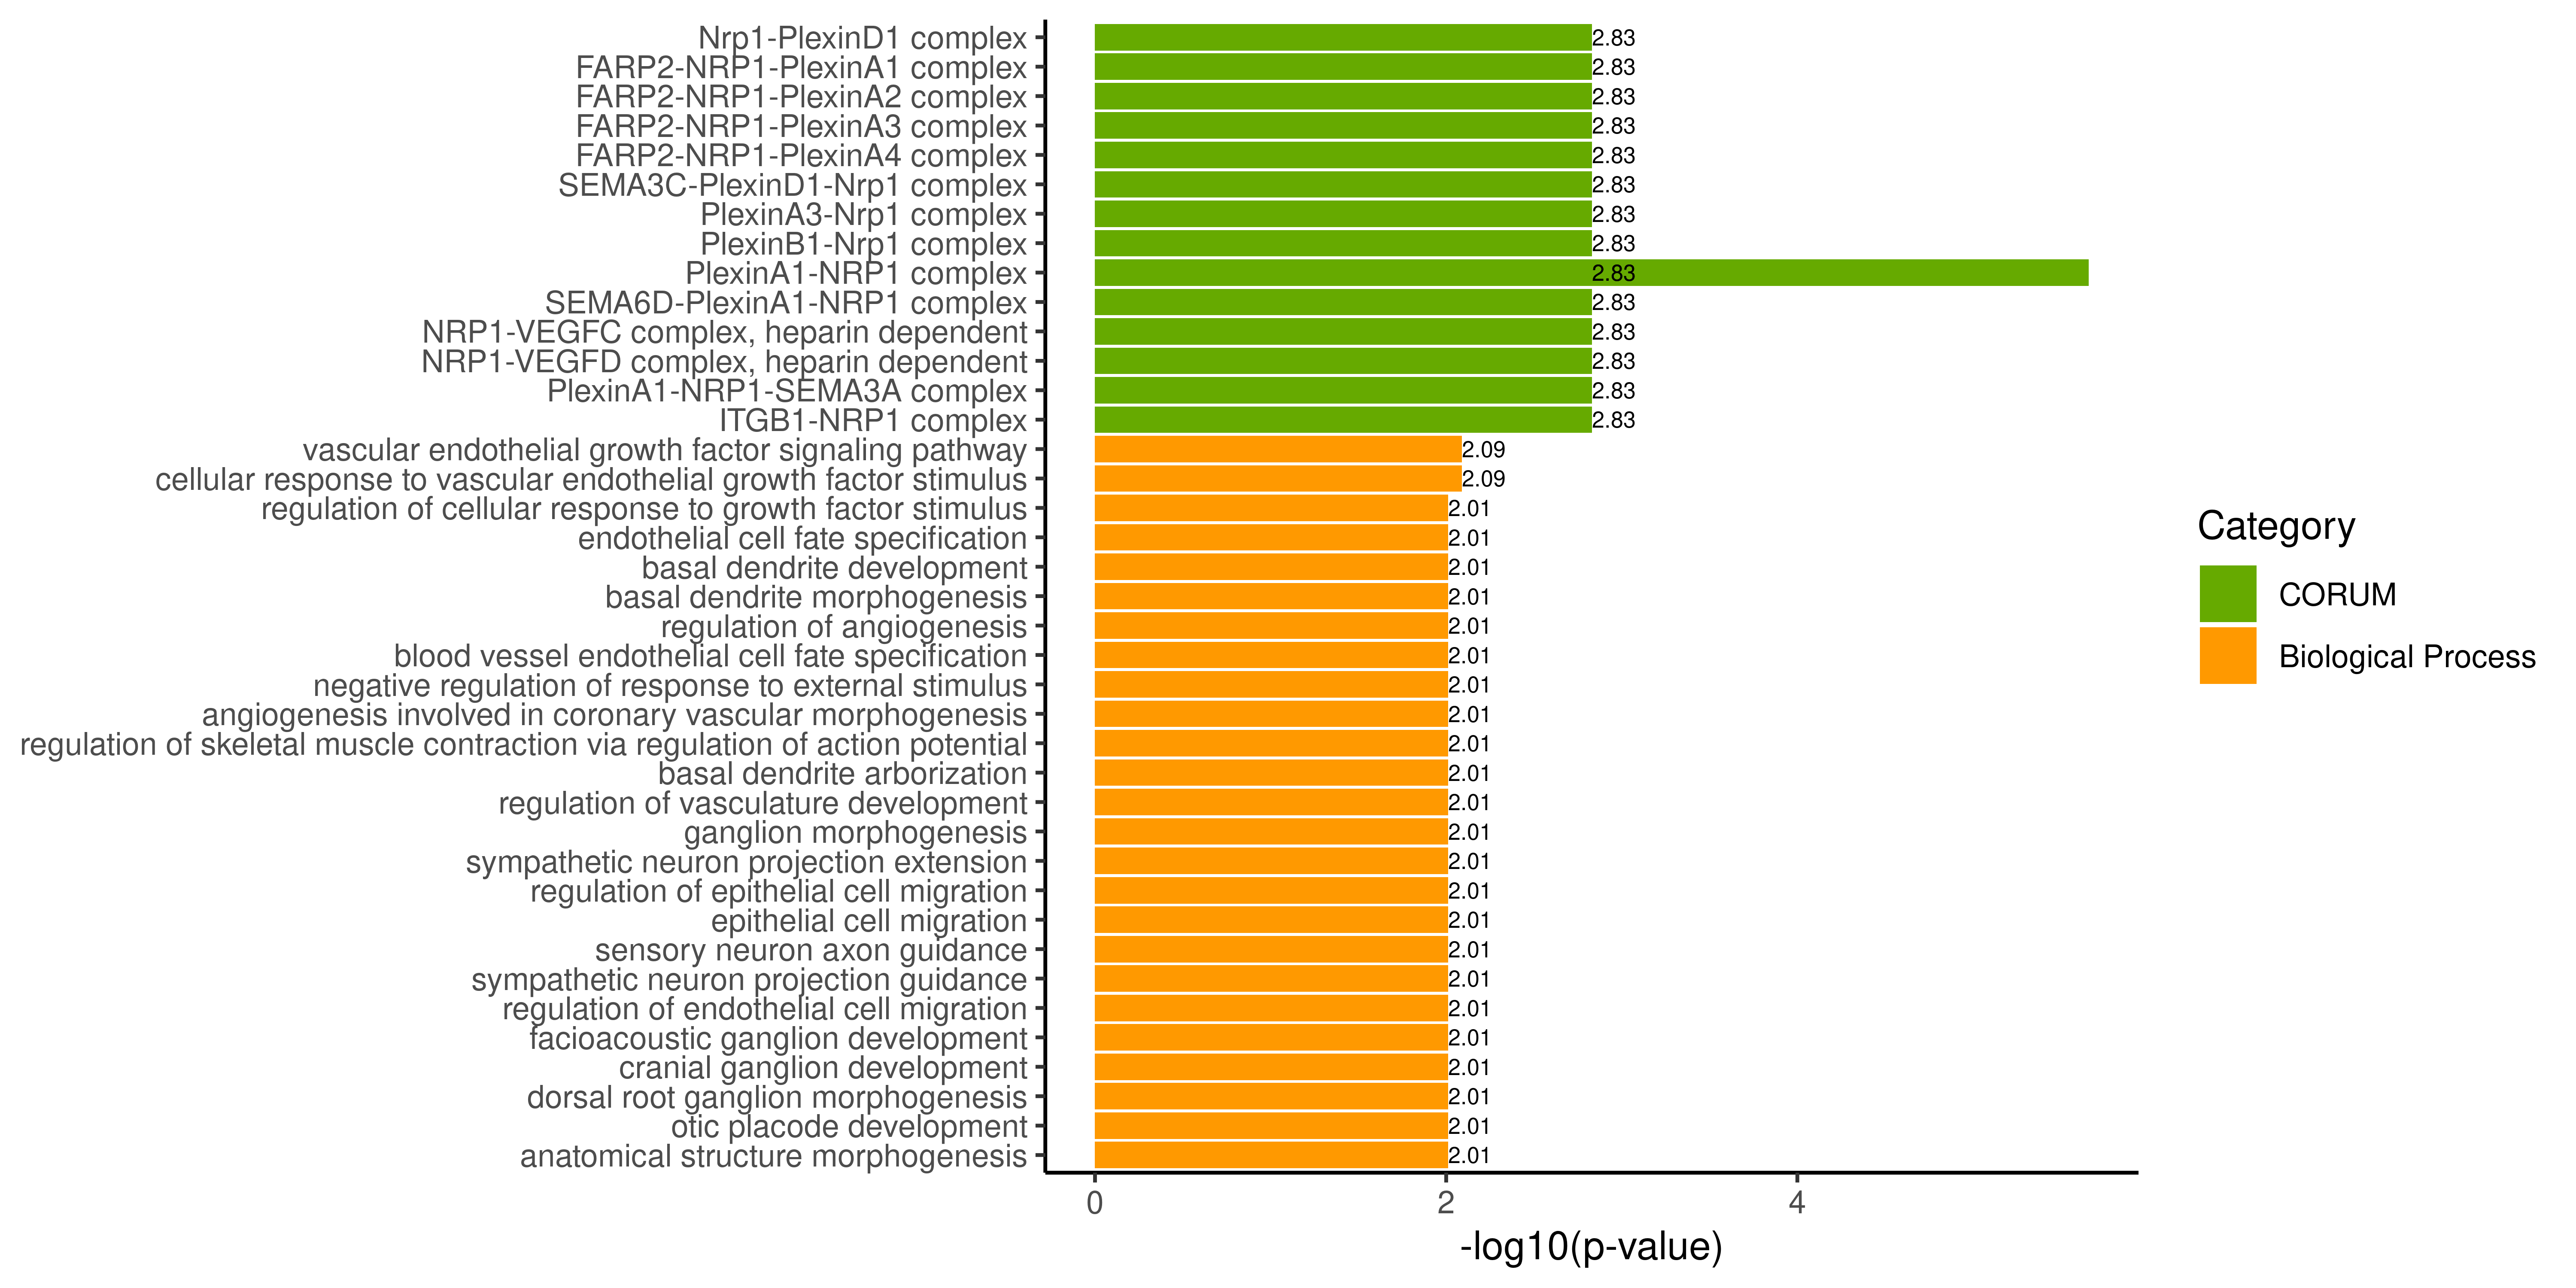 Nrp1-PlexinD1 complex 2.83
FARP2-NRP1-PlexinA1 complex 2.83
FARP2-NRP1-PlexinA2 complex 2.83
FARP2-NRP1-PlexinA3 complex 2.83
FARP2-NRP1-PlexinA4 complex 2.83
SEMA3C-PlexinD1-Nrp1 complex 2.83
PlexinA3-Nrp1 complex 2.83
PlexinB1-Nrp1 complex 2.83
PlexinA1-NRP1 complex 2.83
SEMA6D-PlexinA1-NRP1 complex 2.83
NRP1-VEGFC complex, heparin dependent 2.83
NRP1-VEGFD complex, heparin dependent 2.83
PlexinA1-NRP1-SEMA3A complex 2.83
ITGB1-NRP1 complex 2.83
vascular endothelial growth factor signaling pathway 2.09
cellular response to vascular endothelial growth factor stimulus 2.09
regulation of cellular response to growth factor stimulus 2.01
endothelial cell fate specification 2.01
basal dendrite development 2.01
basal dendrite morphogenesis 2.01
regulation of angiogenesis 2.01
blood vessel endothelial cell fate specification 2.01
negative regulation of response to external stimulus 2.01
angiogenesis involved in coronary vascular morphogenesis 2.01
regulation of skeletal muscle contraction via regulation of action potential 2.01
basal dendrite arborization 2.01
regulation of vasculature development 2.01
ganglion morphogenesis 2.01
sympathetic neuron projection extension 2.01
regulation of epithelial cell migration 2.01
epithelial cell migration 2.01
sensory neuron axon guidance 2.01
sympathetic neuron projection guidance 2.01
regulation of endothelial cell migration 2.01
facioacoustic ganglion development 2.01
cranial ganglion development 2.01
dorsal root ganglion morphogenesis 2.01
otic placode development 2.01
anatomical structure morphogenesis 2.01
0 2 4
-log10(p-value)
Category
CORUM
Biological Process